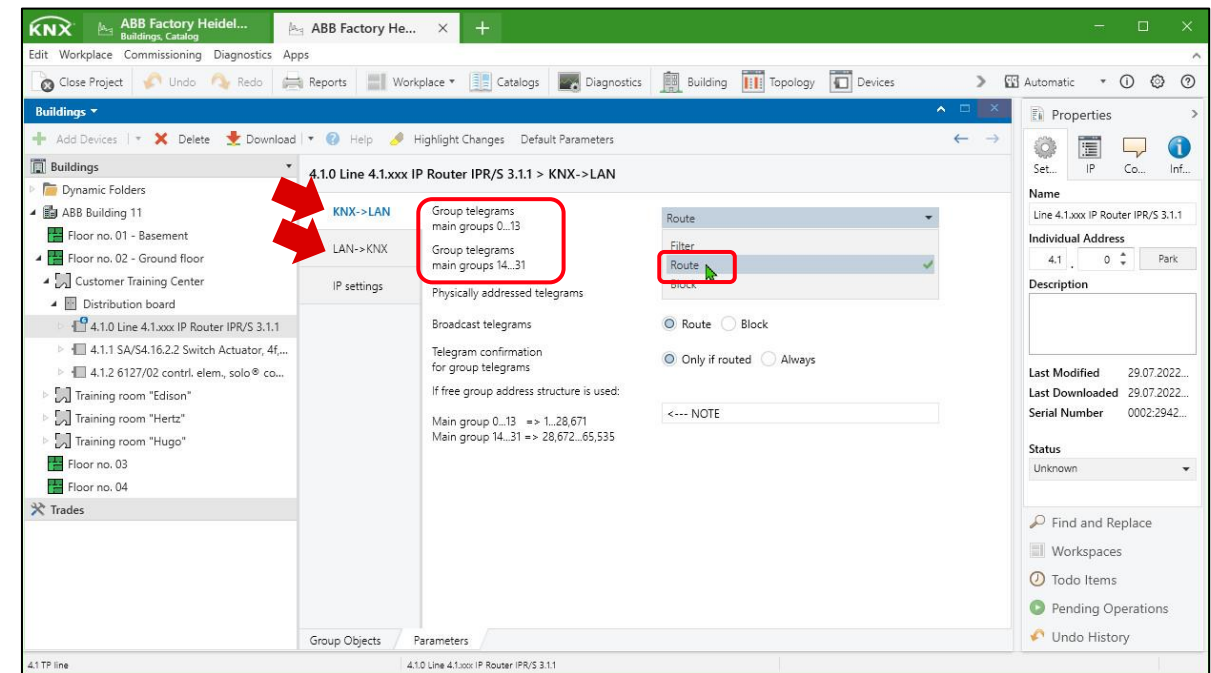 KNX
ABB Factory Heidel...
Buildings, Catalog
ABB Factory He...
Edit Workplace Commissioning Diagnostics Apps
Close Project Undo Redo Reports Workplace Catalogs Diagnostics Building Topology Devices Automatic
Buildings
Add Devices Delete Download Help Highlight Changes Default Parameters
Buildings
Dynamic Folders
ABB Building 11
Floor no. 01 - Basement
Floor no. 02 - Ground floor
Customer Training Center
Distribution board
4.1.0 Line 4.1.xxx IP Router IPR/S 3.1.1
4.1.1 SA/S4.16.2.2 Switch Actuator, 4f,...
4.1.2 6127/02 contrl. elem., solo® co...
Training room "Edison"
Training room "Hertz"
Training room "Hugo"
Floor no. 03
Floor no. 04
Trades
4.1.0 Line 4.1.xxx IP Router IPR/S 3.1.1 > KNX->LAN
KNX->LAN
LAN->KNX
IP settings
Group telegrams
main groups 0...13
Route
Group telegrams
main groups 14...31
Filter
Route
Block
Physically addressed telegrams
Broadcast telegrams
Route Block
Telegram confirmation
for group telegrams
Only if routed Always
If free group address structure is used:
<--- NOTE
Main group 0...13 => 1...28,671
Main group 14...31 => 28,672...65,535
Group Objects Parameters
Properties
Set... IP Co... Inf...
Name
Line 4.1.xxx IP Router IPR/S 3.1.1
Individual Address
4.1 . 0 Park
Description
Last Modified 29.07.2022...
Last Downloaded 29.07.2022...
Serial Number 0002:2942...
Status
Unknown
Find and Replace
Workspaces
Todo Items
Pending Operations
Undo History
4.1 TP line
4.1.0 Line 4.1.xxx IP Router IPR/S 3.1.1